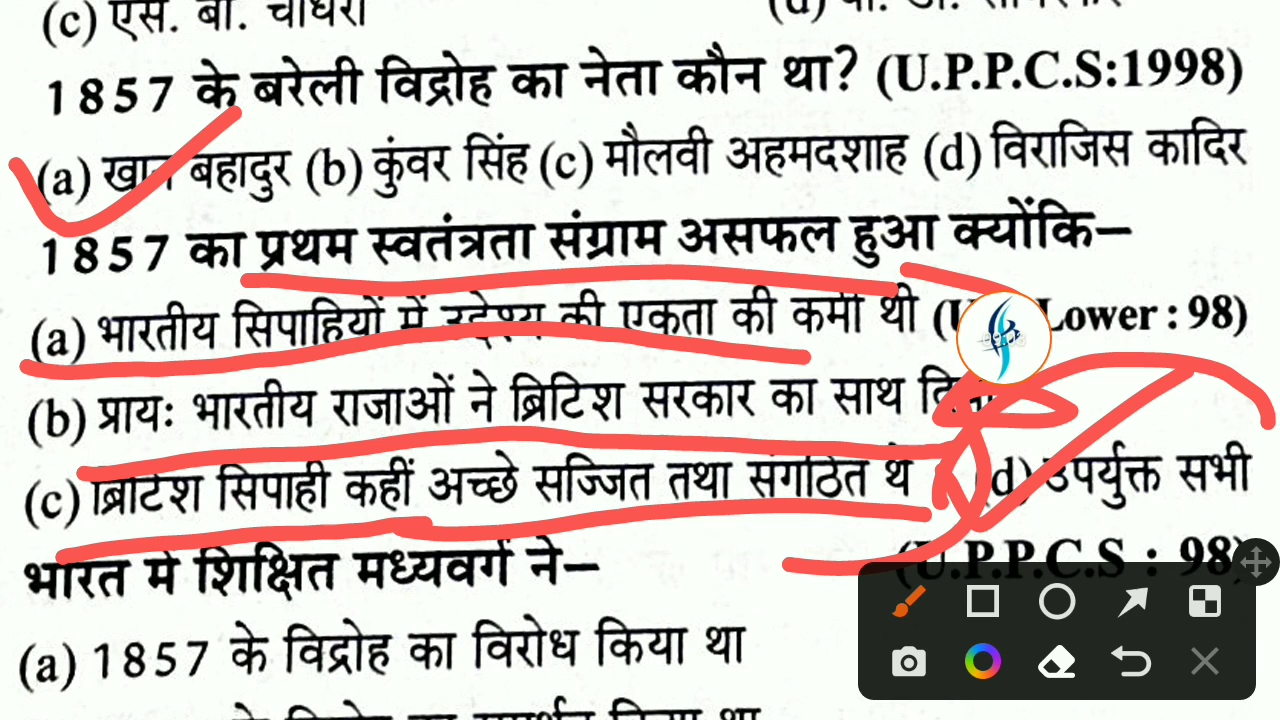 (c) एस. बी. चौधरी
1857 के बरेली विद्रोह का नेता कौन था? (U.P.P.C.S:1998)
(a) खान बहादुर (b) कुंवर सिंह (c) मौलवी अहमदशाह (d) विराजिस कादिर
1857 का प्रथम स्वतंत्रता संग्राम असफल हुआ क्योंकि–
(a) भारतीय सिपाहियों में उद्देश्य की एकता की कमी थी (U Lower : 98)
(b) प्रायः भारतीय राजाओं ने ब्रिटिश सरकार का साथ दिया
(c) ब्रिटिश सिपाही कहीं अच्छे सज्जित तथा संगठित थे (d) उपर्युक्त सभी
भारत में शिक्षित मध्यवर्ग ने– (U.P.P.C.S : 98)
(a) 1857 के विद्रोह का विरोध किया था